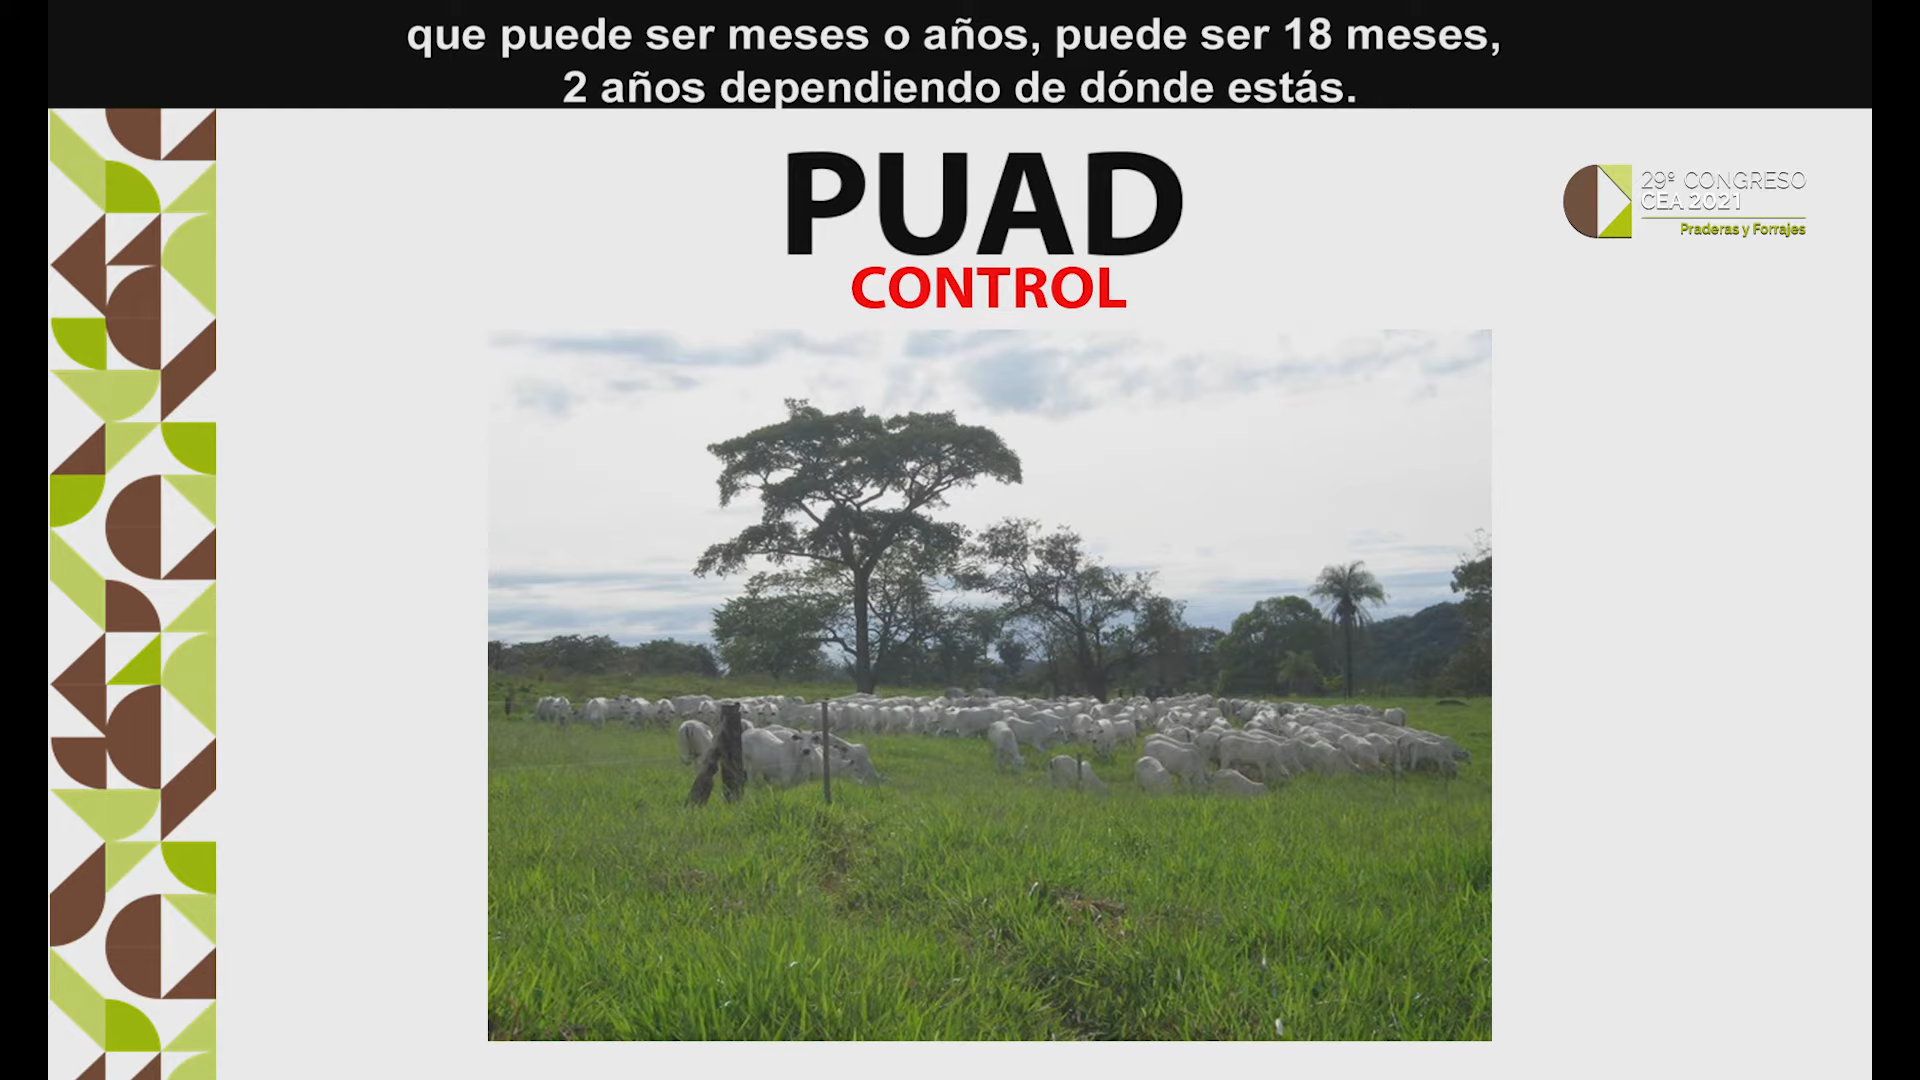 que puede ser meses o años, puede ser 18 meses,
2 años dependiendo de dónde estás.
PUAD
CONTROL
29º CONGRESO
CEA 2021
Praderas y Forrajes